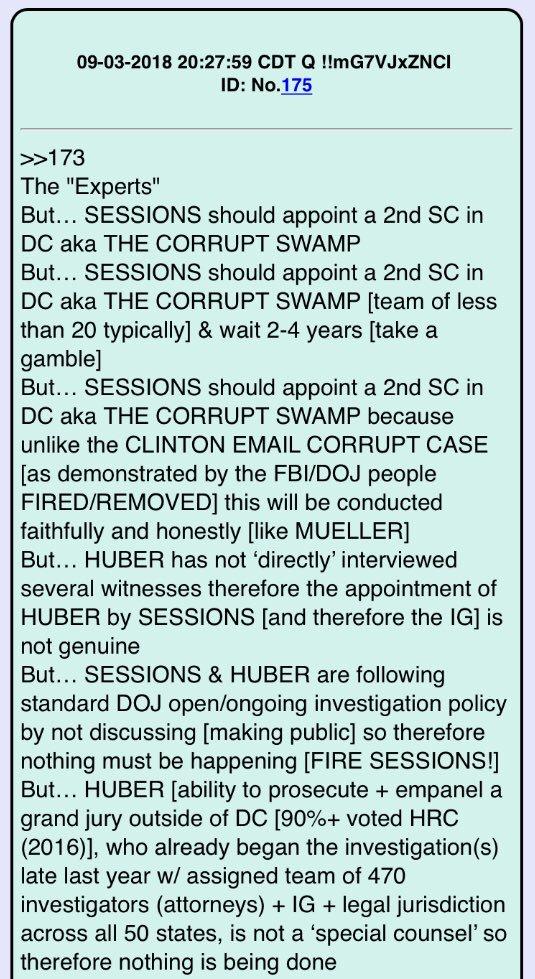 09-03-2018 20:27:59 CDT Q !!mG7VJxZNCI
ID: No.175
>>173
The "Experts"
But… SESSIONS should appoint a 2nd SC in
DC aka THE CORRUPT SWAMP
But… SESSIONS should appoint a 2nd SC in
DC aka THE CORRUPT SWAMP [team of less
than 20 typically] & wait 2-4 years [take a
gamble]
But… SESSIONS should appoint a 2nd SC in
DC aka THE CORRUPT SWAMP because
unlike the CLINTON EMAIL CORRUPT CASE
[as demonstrated by the FBI/DOJ people
FIRED/REMOVED] this will be conducted
faithfully and honestly [like MUELLER]
But… HUBER has not ‘directly’ interviewed
several witnesses therefore the appointment of
HUBER by SESSIONS [and therefore the IG] is
not genuine
But… SESSIONS & HUBER are following
standard DOJ open/ongoing investigation policy
by not discussing [making public] so therefore
nothing must be happening [FIRE SESSIONS!]
But… HUBER [ability to prosecute + empanel a
grand jury outside of DC [90%+ voted HRC
(2016)], who already began the investigation(s)
late last year w/ assigned team of 470
investigators (attorneys) + IG + legal jurisdiction
across all 50 states, is not a ‘special counsel’ so
therefore nothing is being done